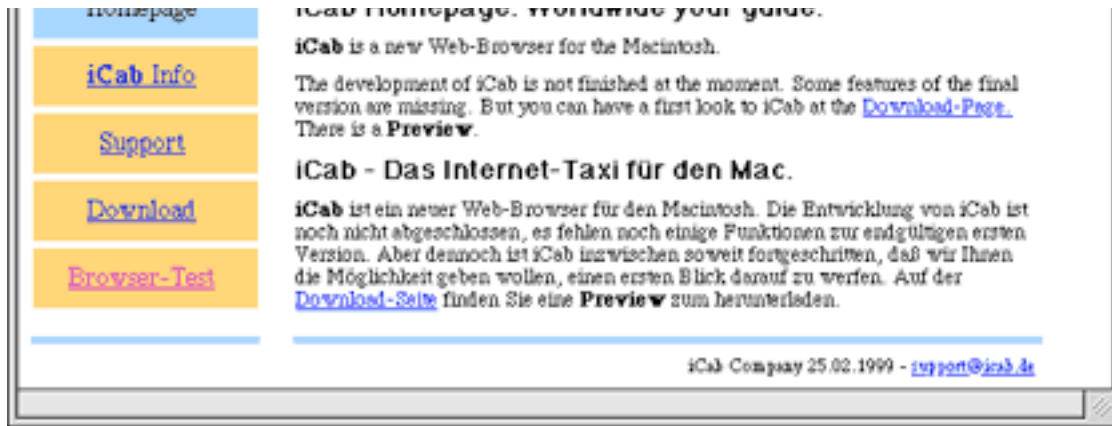 Homepage
iCab Info
Support
Download
Browser-Test
iCab Homepage. Worldwide your guide.
iCab is a new Web-Browser for the Macintosh.
The development of iCab is not finished at the moment. Some features of the final
version are missing. But you can have a first look to iCab at the Download-Page.
There is a Preview.
iCab - Das Internet-Taxi für den Mac.
iCab ist ein neuer Web-Browser für den Macintosh. Die Entwicklung von iCab ist
noch nicht abgeschlossen, es fehlen noch einige Funktionen zur endgültigen ersten
Version. Aber dennoch ist iCab inzwischen soweit fortgeschritten, daß wir Ihnen
die Möglichkeit geben wollen, einen ersten Blick darauf zu werfen. Auf der
Download-Seite finden Sie eine Preview zum herunterladen.
iCab Company 25.02.1999 - support@icab.de